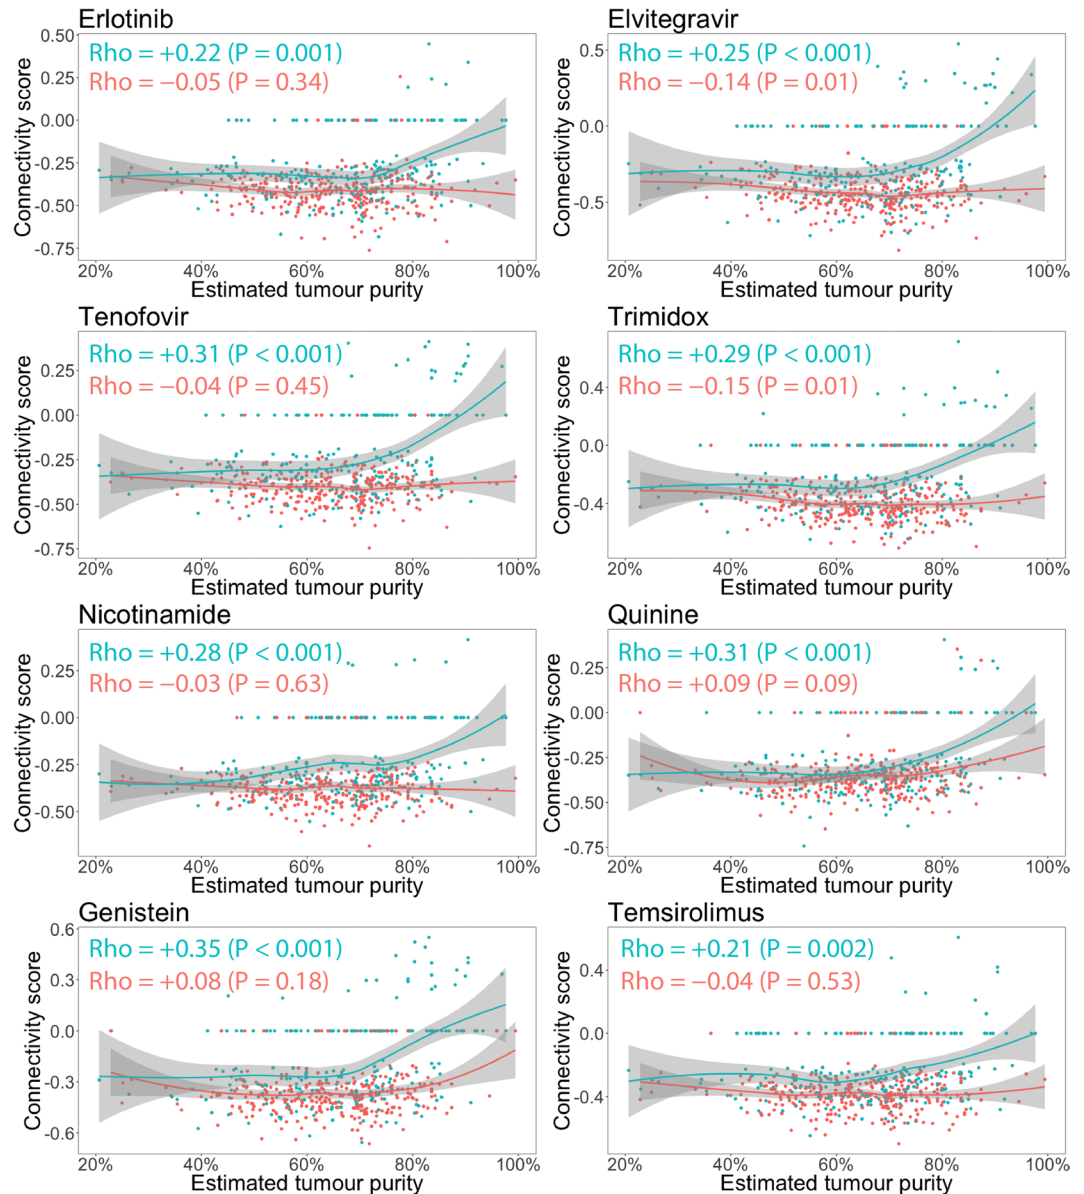 Erlotinib
Rho = +0.22 (P = 0.001)
Rho = −0.05 (P = 0.34)
Connectivity score
0.50
0.25
0.00
-0.25
-0.50
-0.75
20% 40% 60% 80% 100%
Estimated tumour purity
Elvitegravir
Rho = +0.25 (P < 0.001)
Rho = −0.14 (P = 0.01)
Connectivity score
0.5
0.0
-0.5
20% 40% 60% 80% 100%
Estimated tumour purity
Tenofovir
Rho = +0.31 (P < 0.001)
Rho = −0.04 (P = 0.45)
Connectivity score
0.25
0.00
-0.25
-0.50
-0.75
20% 40% 60% 80% 100%
Estimated tumour purity
Trimidox
Rho = +0.29 (P < 0.001)
Rho = −0.15 (P = 0.01)
Connectivity score
0.4
0.0
-0.4
20% 40% 60% 80% 100%
Estimated tumour purity
Nicotinamide
Rho = +0.28 (P < 0.001)
Rho = −0.03 (P = 0.63)
Connectivity score
0.25
0.00
-0.25
-0.50
20% 40% 60% 80% 100%
Estimated tumour purity
Quinine
Rho = +0.31 (P < 0.001)
Rho = +0.09 (P = 0.09)
Connectivity score
0.25
0.00
-0.25
-0.50
-0.75
20% 40% 60% 80% 100%
Estimated tumour purity
Genistein
Rho = +0.35 (P < 0.001)
Rho = +0.08 (P = 0.18)
Connectivity score
0.6
0.3
0.0
-0.3
-0.6
20% 40% 60% 80% 100%
Estimated tumour purity
Temsirolimus
Rho = +0.21 (P = 0.002)
Rho = −0.04 (P = 0.53)
Connectivity score
0.4
0.0
-0.4
20% 40% 60% 80% 100%
Estimated tumour purity